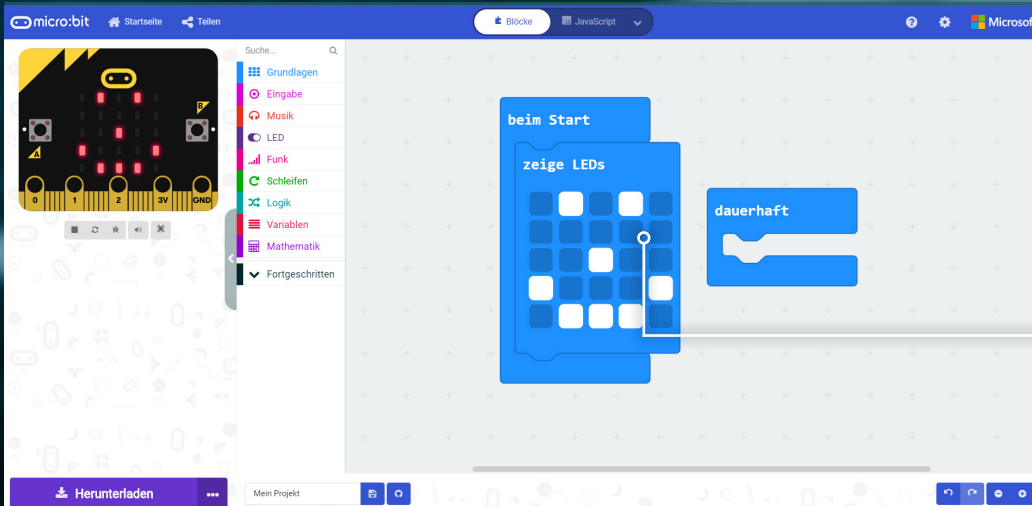 micro:bit
Startseite
Teilen
Blöcke
JavaScript
?
Microsoft
Suche...
Grundlagen
Eingabe
Musik
LED
Funk
Schleifen
Logik
Variablen
Mathematik
Fortgeschritten
A
B
0 1 2 3V GND
beim Start
zeige LEDs
dauerhaft
Herunterladen
...
Mein Projekt